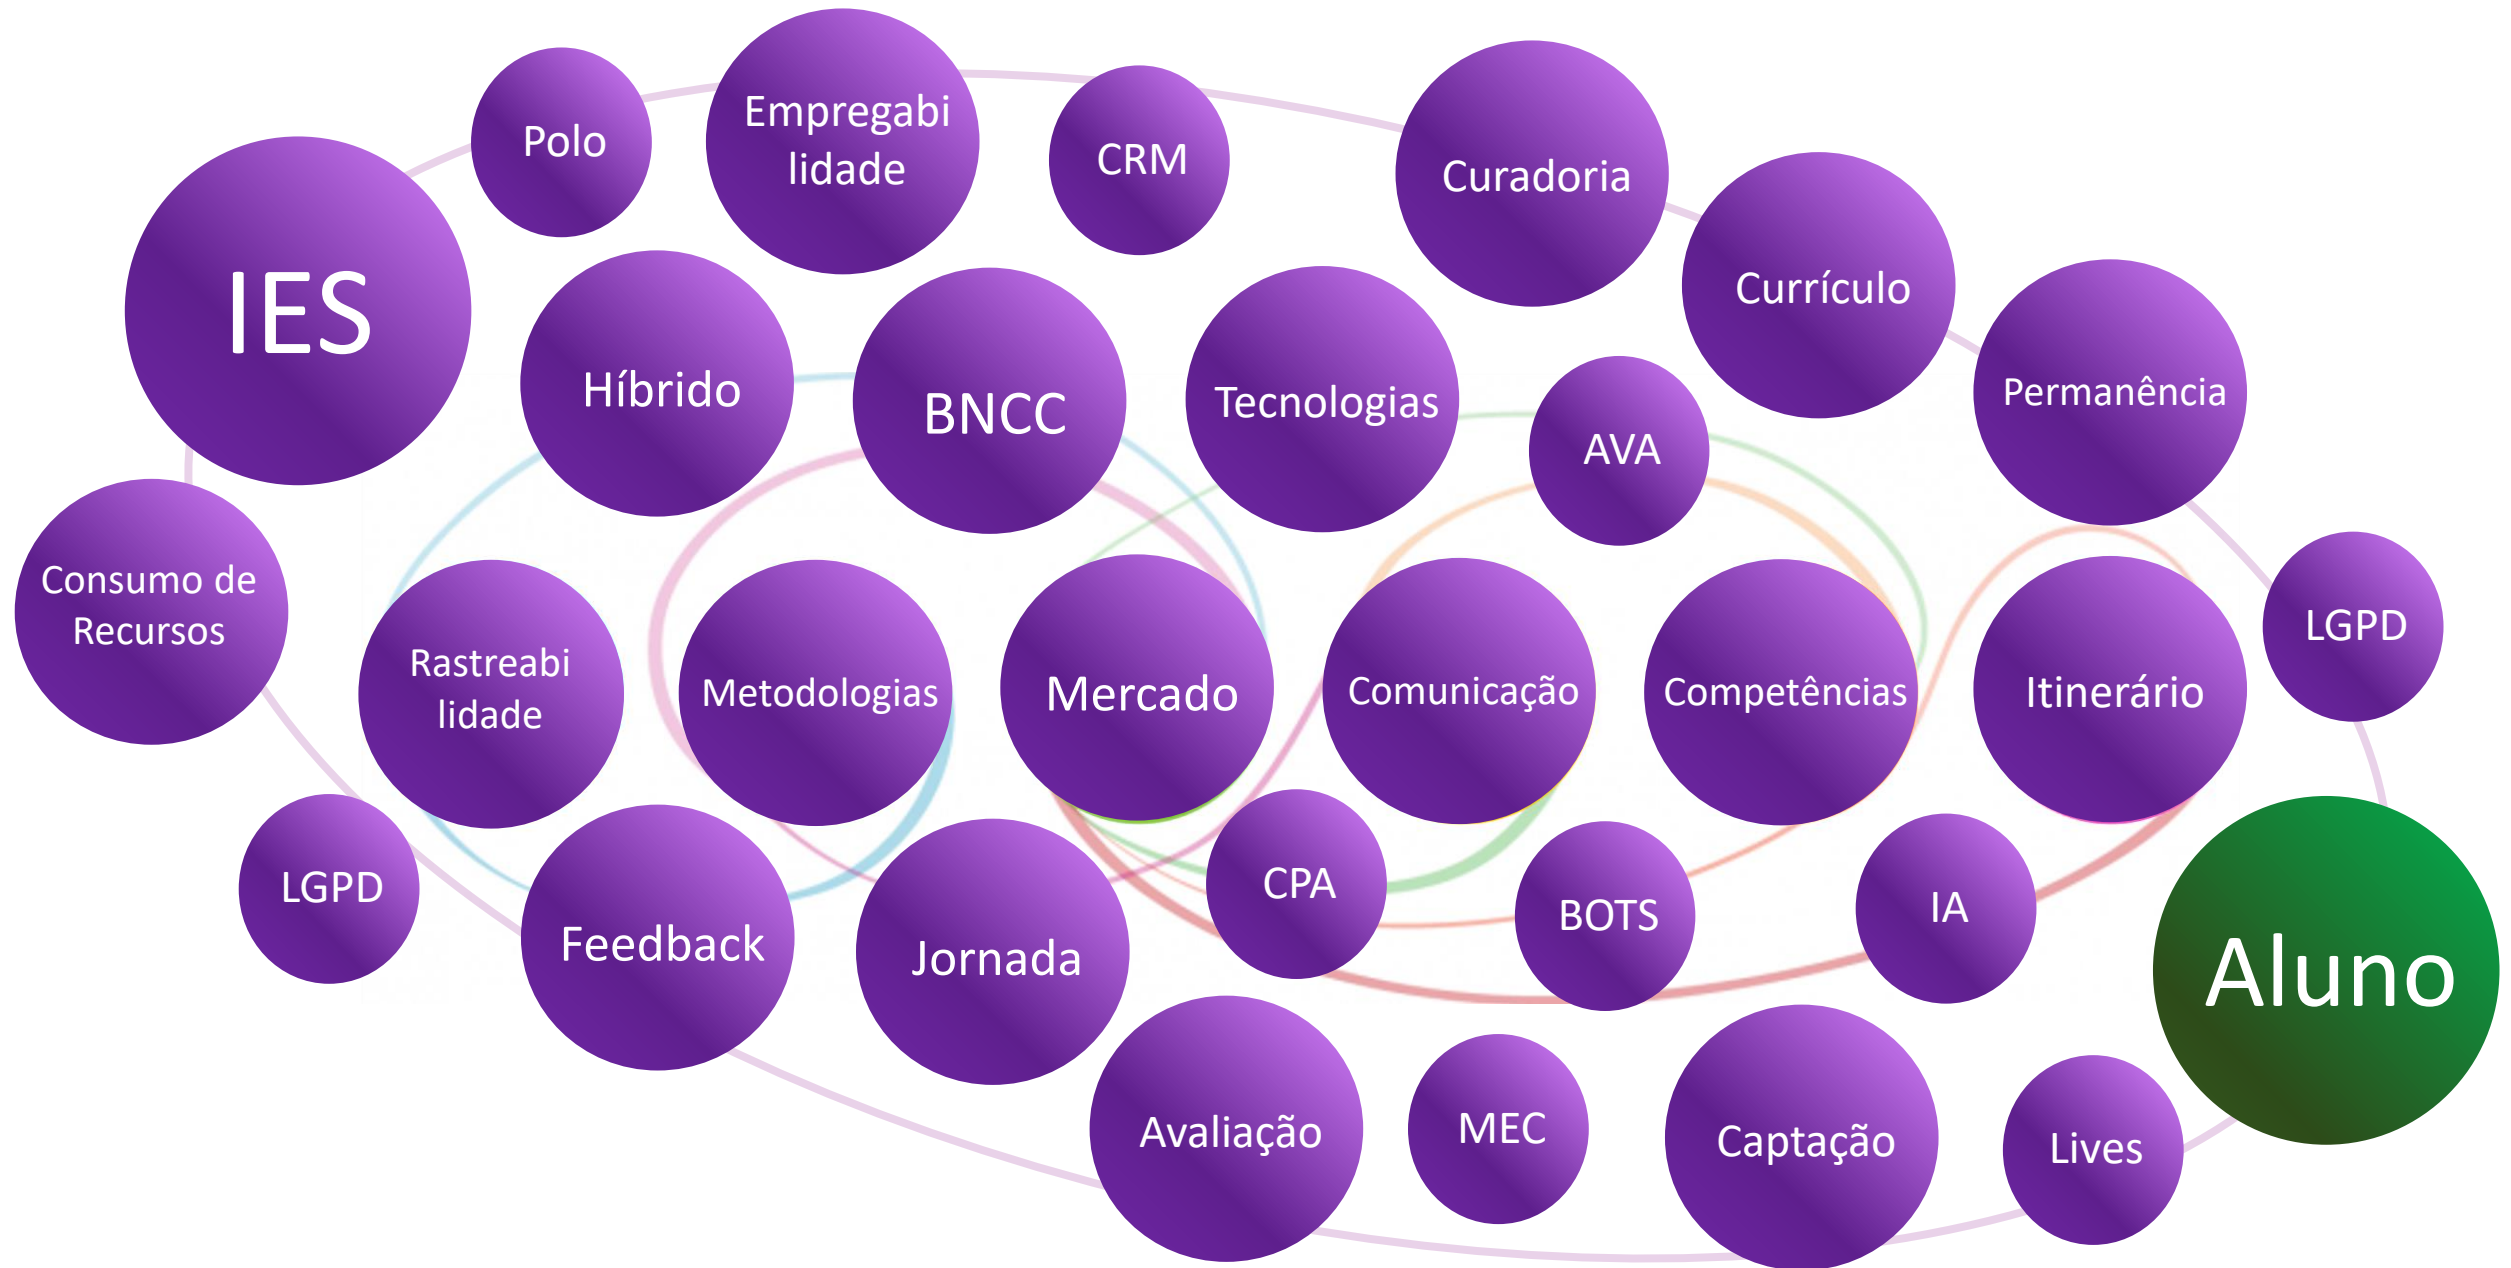 Polo
Empregabi
lidade
CRM
Curadoria
IES
Currículo
Híbrido
BNCC
Tecnologias
AVA
Permanência
Consumo de
Recursos
Rastreabi
lidade
Metodologias
Mercado
Comunicação
Competências
Itinerário
LGPD
LGPD
Feedback
Jornada
CPA
BOTS
IA
Aluno
Avaliação
MEC
Captação
Lives